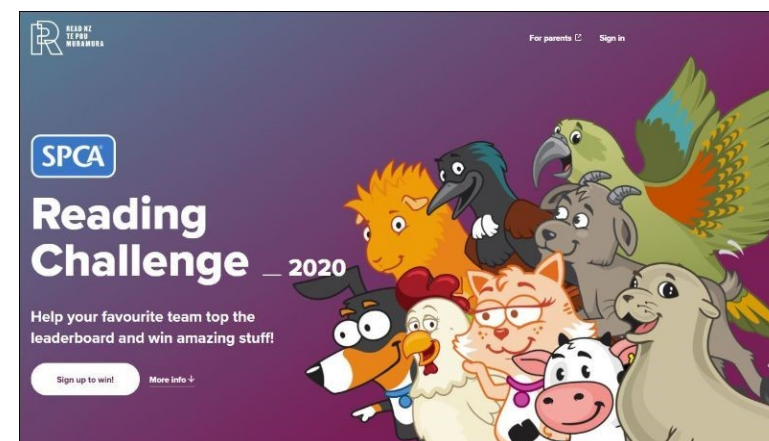 READ NZ
TE POU
MURAMURA
For parents
Sign in
SPCA
Reading
Challenge _ 2020
Help your favourite team top the
leaderboard and win amazing stuff!
Sign up to win!
More info ↓